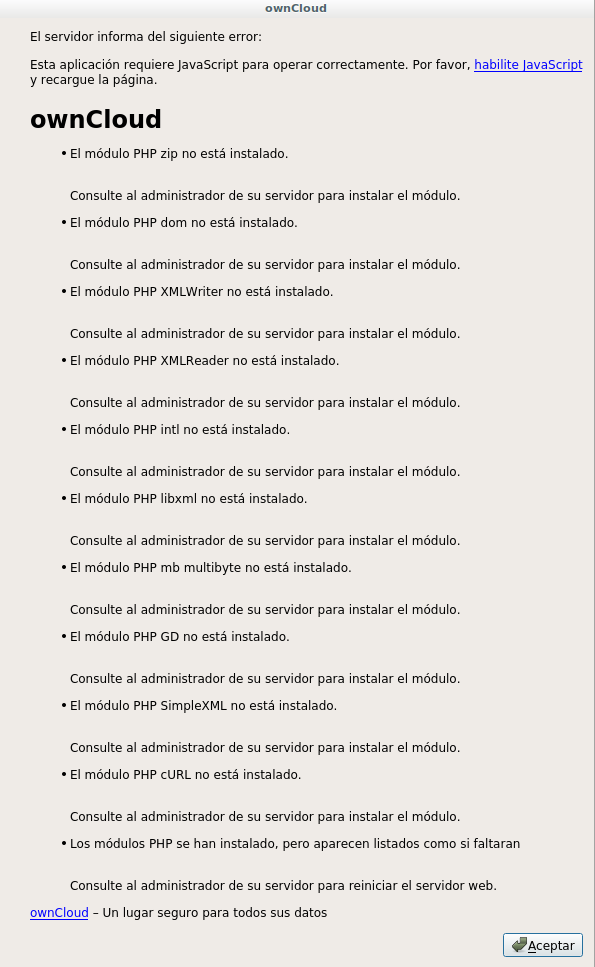 ownCloud
El servidor informa del siguiente error:
Esta aplicación requiere JavaScript para operar correctamente. Por favor, habilite JavaScript
y recargue la página.
ownCloud
• El módulo PHP zip no está instalado.
Consulte al administrador de su servidor para instalar el módulo.
• El módulo PHP dom no está instalado.
Consulte al administrador de su servidor para instalar el módulo.
• El módulo PHP XMLWriter no está instalado.
Consulte al administrador de su servidor para instalar el módulo.
• El módulo PHP XMLReader no está instalado.
Consulte al administrador de su servidor para instalar el módulo.
• El módulo PHP intl no está instalado.
Consulte al administrador de su servidor para instalar el módulo.
• El módulo PHP libxml no está instalado.
Consulte al administrador de su servidor para instalar el módulo.
• El módulo PHP mb multibyte no está instalado.
Consulte al administrador de su servidor para instalar el módulo.
• El módulo PHP GD no está instalado.
Consulte al administrador de su servidor para instalar el módulo.
• El módulo PHP SimpleXML no está instalado.
Consulte al administrador de su servidor para instalar el módulo.
• El módulo PHP cURL no está instalado.
Consulte al administrador de su servidor para instalar el módulo.
• Los módulos PHP se han instalado, pero aparecen listados como si faltaran
Consulte al administrador de su servidor para reiniciar el servidor web.
ownCloud – Un lugar seguro para todos sus datos
Aceptar